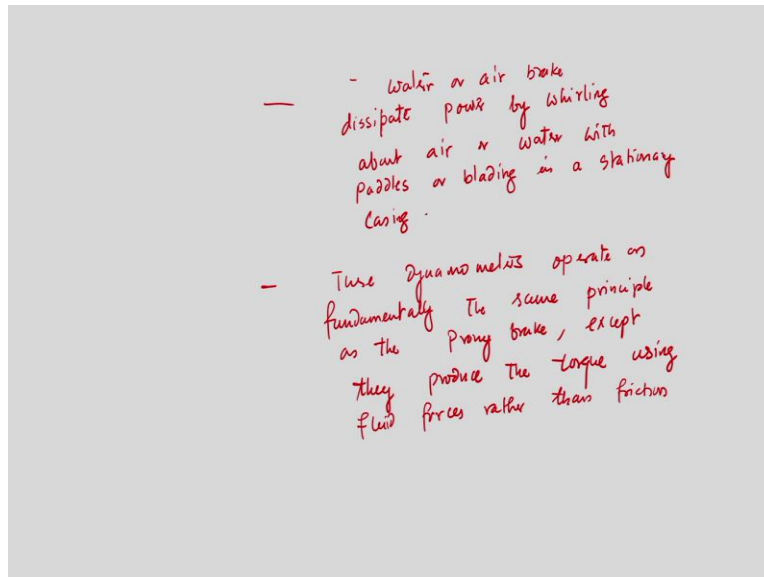 - Water or air brake
— dissipate power by whirling
about air or water with
paddles or blading in a stationary
casing.
- These dynamometers operate on
fundamentally the same principle
as the Prony brake, except
they produce the torque using
fluid forces rather than friction